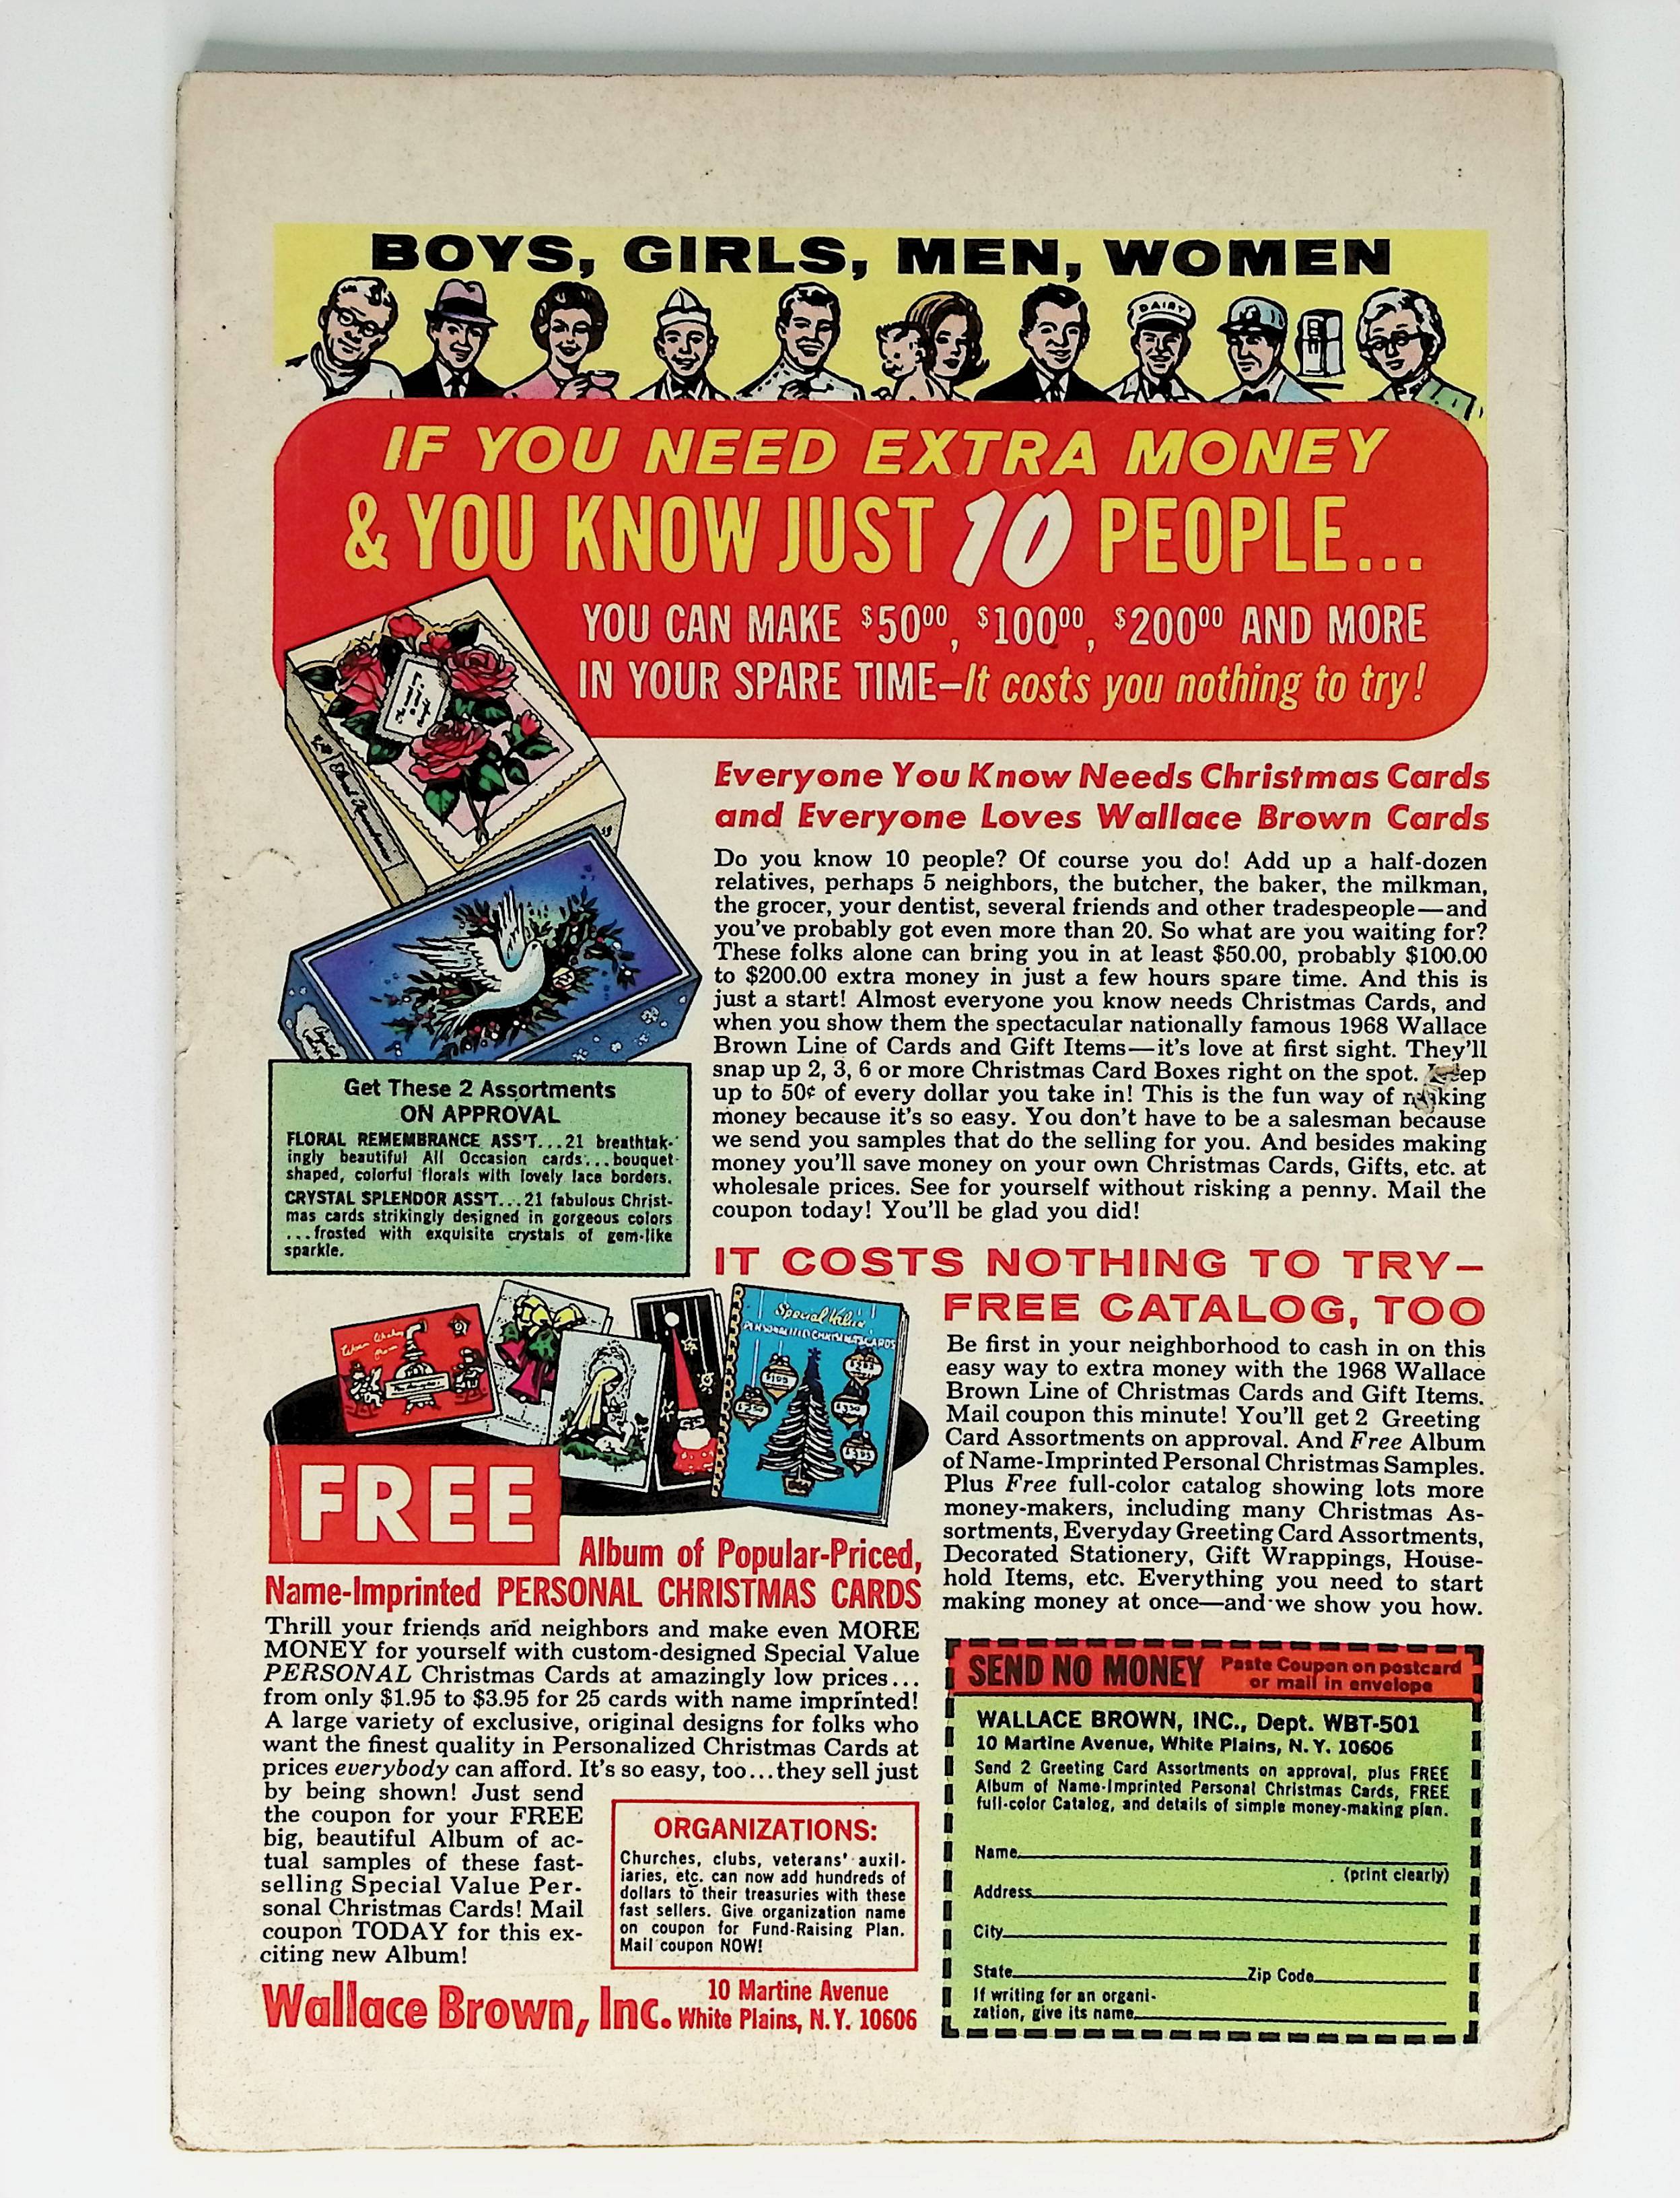 BOYS, GIRLS, MEN, WOMEN
DAIRY
IF YOU NEED EXTRA MONEY
& YOU KNOW JUST 10 PEOPLE...
YOU CAN MAKE $50.00, $100.00, $200.00 AND MORE
IN YOUR SPARE TIME—It costs you nothing to try!
Everyone You Know Needs Christmas Cards
and Everyone Loves Wallace Brown Cards
Do you know 10 people? Of course you do! Add up a half-dozen
relatives, perhaps 5 neighbors, the butcher, the baker, the milkman,
the grocer, your dentist, several friends and other tradespeople—and
you've probably got even more than 20. So what are you waiting for?
These folks alone can bring you in at least $50.00, probably $100.00
to $200.00 extra money in just a few hours spare time. And this is
just a start! Almost everyone you know needs Christmas Cards, and
when you show them the spectacular nationally famous 1968 Wallace
Brown Line of Cards and Gift Items—it's love at first sight. They'll
snap up 2, 3, 6 or more Christmas Card Boxes right on the spot. Keep
up to 50¢ of every dollar you take in! This is the fun way of making
money because it's so easy. You don't have to be a salesman because
we send you samples that do the selling for you. And besides making
money you'll save money on your own Christmas Cards, Gifts, etc. at
wholesale prices. See for yourself without risking a penny. Mail the
coupon today! You'll be glad you did!
Get These 2 Assortments
ON APPROVAL
FLORAL REMEMBRANCE ASS'T...21 breathtak-
ingly beautiful All Occasion cards...bouquet-
shaped, colorful florals with lovely lace borders.
CRYSTAL SPLENDOR ASS'T...21 fabulous Christ-
mas cards strikingly designed in gorgeous colors
...frosted with exquisite crystals of gem-like
sparkle.
IT COSTS NOTHING TO TRY—
FREE CATALOG, TOO
Be first in your neighborhood to cash in on this
easy way to extra money with the 1968 Wallace
Brown Line of Christmas Cards and Gift Items.
Mail coupon this minute! You'll get 2 Greeting
Card Assortments on approval. And Free Album
of Name-Imprinted Personal Christmas Samples.
Plus Free full-color catalog showing lots more
money-makers, including many Christmas As-
sortments, Everyday Greeting Card Assortments,
Decorated Stationery, Gift Wrappings, House-
hold Items, etc. Everything you need to start
making money at once—and we show you how.
Special Value
PERSONALIZED CHRISTMAS CARDS
FREE
Album of Popular-Priced,
Name-Imprinted PERSONAL CHRISTMAS CARDS
Thrill your friends and neighbors and make even MORE
MONEY for yourself with custom-designed Special Value
PERSONAL Christmas Cards at amazingly low prices...
from only $1.95 to $3.95 for 25 cards with name imprinted!
A large variety of exclusive, original designs for folks who
want the finest quality in Personalized Christmas Cards at
prices everybody can afford. It's so easy, too...they sell just
by being shown! Just send
the coupon for your FREE
big, beautiful Album of ac-
tual samples of these fast-
selling Special Value Per-
sonal Christmas Cards! Mail
coupon TODAY for this ex-
citing new Album!
ORGANIZATIONS:
Churches, clubs, veterans' auxil-
iaries, etc. can now add hundreds of
dollars to their treasuries with these
fast sellers. Give organization name
on coupon for Fund-Raising Plan.
Mail coupon NOW!
Wallace Brown, Inc.
10 Martine Avenue
White Plains, N.Y. 10606
SEND NO MONEY
Paste Coupon on postcard
or mail in envelope
WALLACE BROWN, INC., Dept. WBT-501
10 Martine Avenue, White Plains, N.Y. 10606
Send 2 Greeting Card Assortments on approval, plus FREE
Album of Name-Imprinted Personal Christmas Cards, FREE
full-color Catalog, and details of simple money-making plan.
Name
(print clearly)
Address
City
State Zip Code
If writing for an organi-
zation, give its name